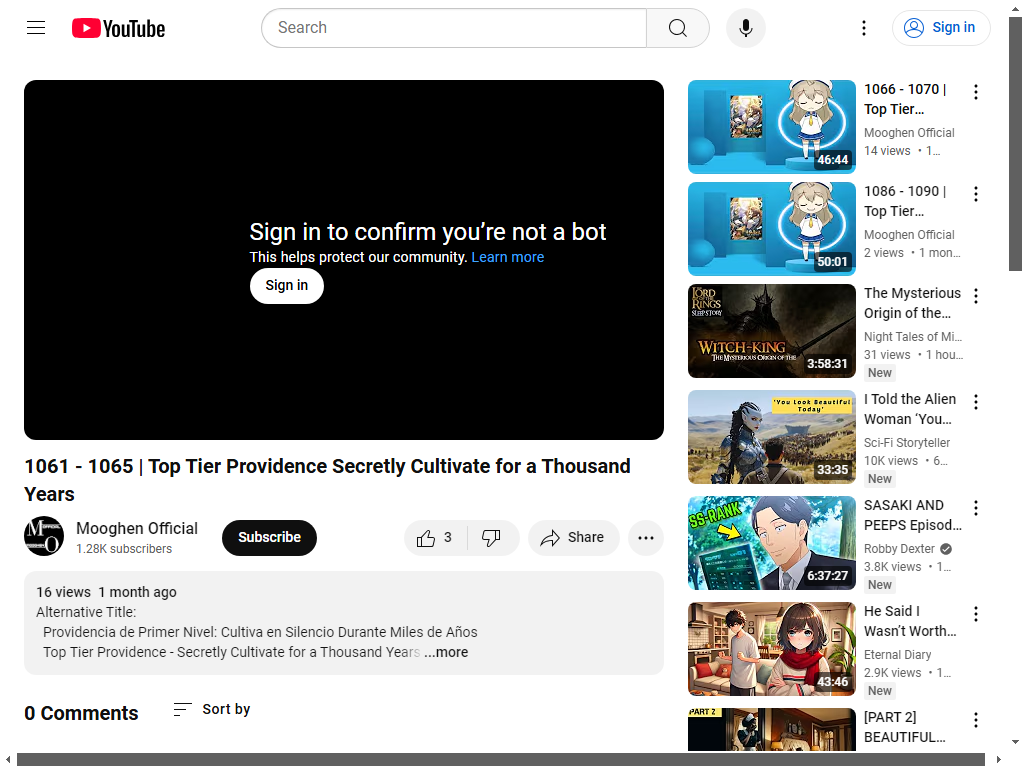 YouTube
Search
Sign in
Sign in to confirm you’re not a bot
This helps protect our community. Learn more
Sign in
1061 - 1065 | Top Tier Providence Secretly Cultivate for a Thousand
Years
Mooghen Official
1.28K subscribers
Subscribe
3
Share
16 views 1 month ago
Alternative Title:
Providencia de Primer Nivel: Cultiva en Silencio Durante Miles de Años
Top Tier Providence - Secretly Cultivate for a Thousand Years ...more
0 Comments
Sort by
46:44
1066 - 1070 |
Top Tier…
Mooghen Official
14 views • 1…
50:01
1086 - 1090 |
Top Tier…
Mooghen Official
2 views • 1 mon…
THE LORD
OF THE
RINGS
SLEEP STORY
WITCH-KING
THE MYSTERIOUS ORIGIN OF THE
3:58:31
The Mysterious
Origin of the…
Night Tales of Mi…
31 views • 1 hou…
New
"You Look Beautiful
Today"
33:35
I Told the Alien
Woman ‘You…
Sci-Fi Storyteller
10K views • 6…
New
SS-RANK
6:37:27
SASAKI AND
PEEPS Episod…
Robby Dexter
3.8K views • 1…
New
43:46
He Said I
Wasn’t Worth…
Eternal Diary
2.9K views • 1…
New
PART 2
[PART 2]
BEAUTIFUL…